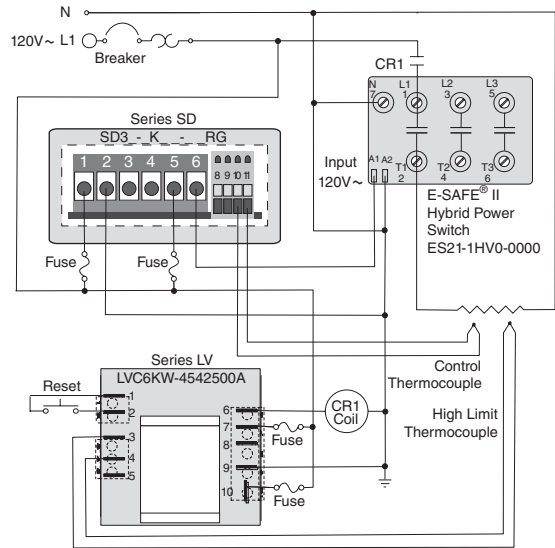 N
120V~ L1
Breaker
CR1
N
7
L1
1
L2
3
L3
5
Series SD
SD3 _ - K _ _ - _ RG
1 2 3 4 5 6
8 9 10 11
Input
120V~
A1 A2
T1
2
T2
4
T3
6
E-SAFE® II
Hybrid Power
Switch
ES21-1HV0-0000
Fuse
Fuse
Control
Thermocouple
High Limit
Thermocouple
Series LV
LVC6KW-4542500A
Reset
1
2
3
4
5
6
7
8
9
10
CR1
Coil
Fuse
Fuse